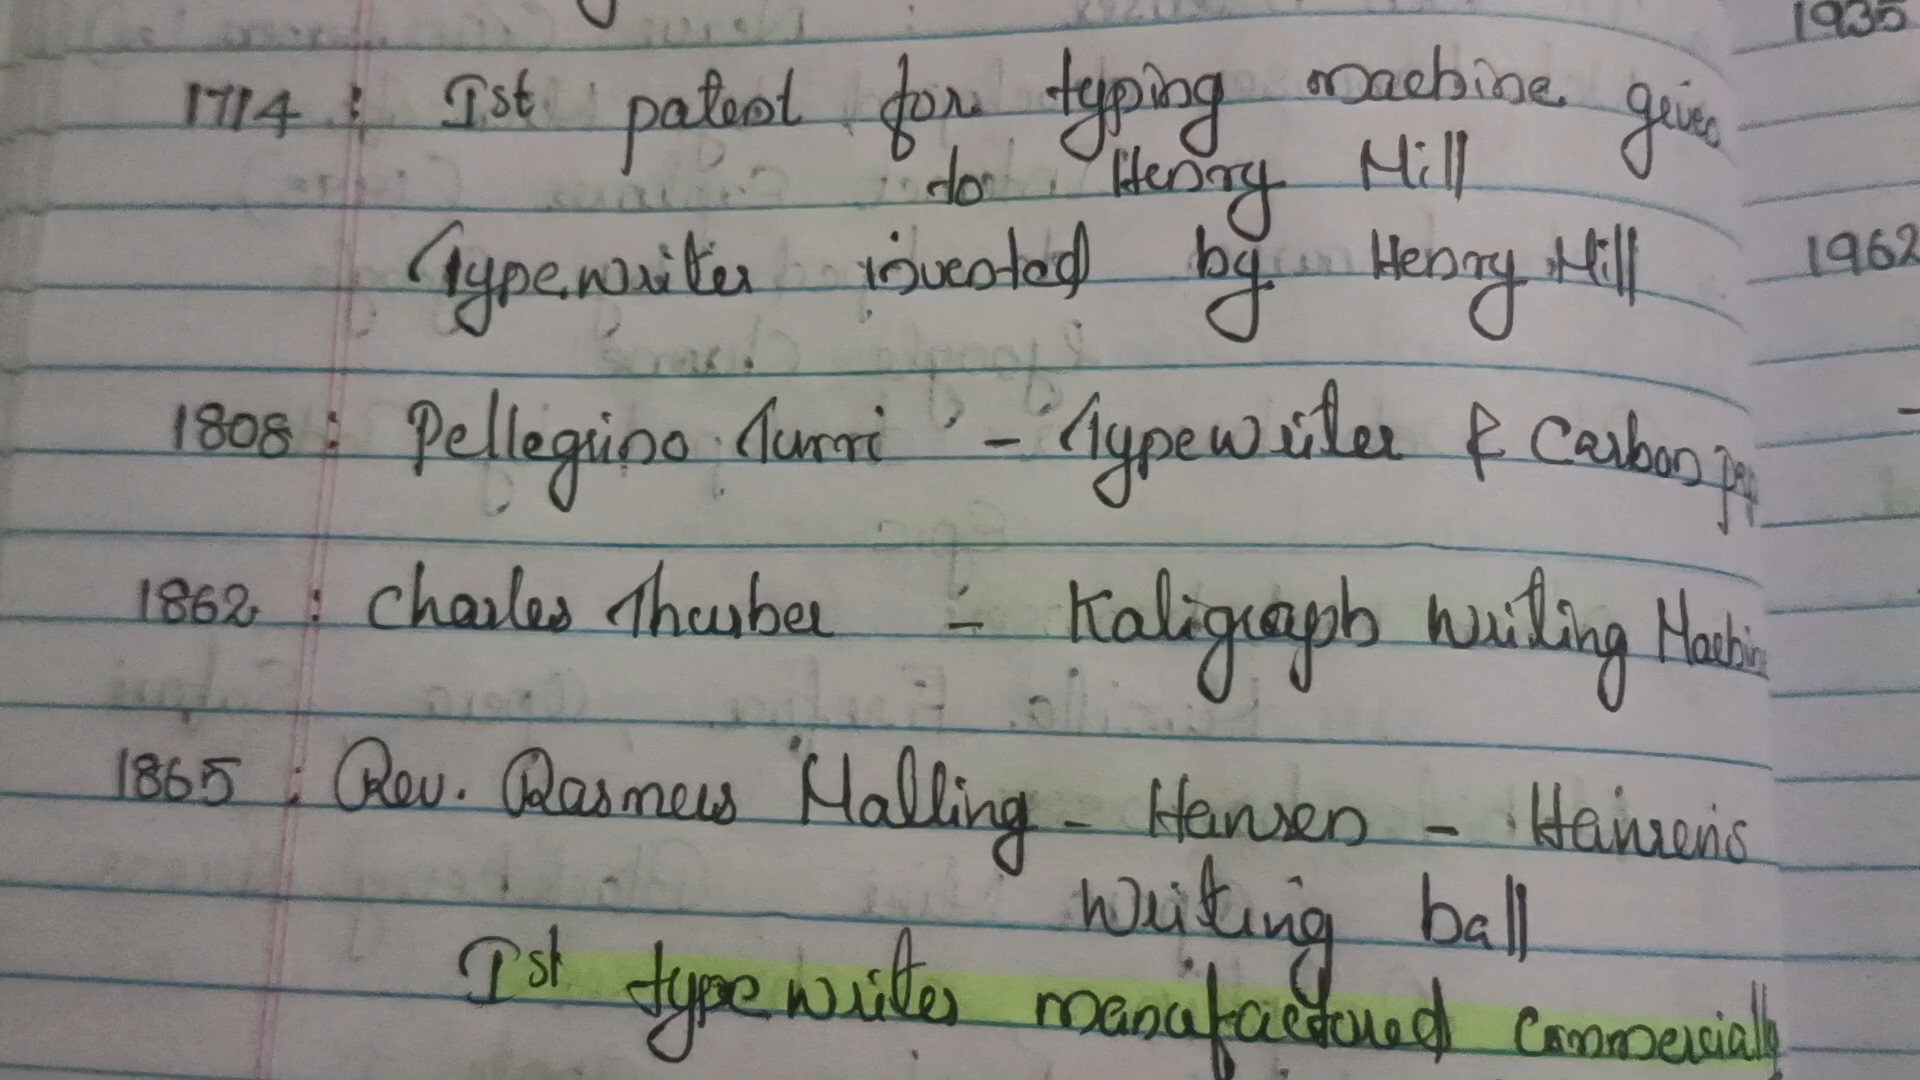 1714 : Ist patent for typing machine given
to Henry Mill
Typewriter invented by Henry Mill
1808 : Pellegrino Turri - Typewriter & Carbon
1862 : Charles Thurber - Kaligraph Writing Machine
1865 : Rev. Rasmeus Malling - Hansen - Hansen's
Writing ball
Ist typewriter manufactured Commercially
1935
1962